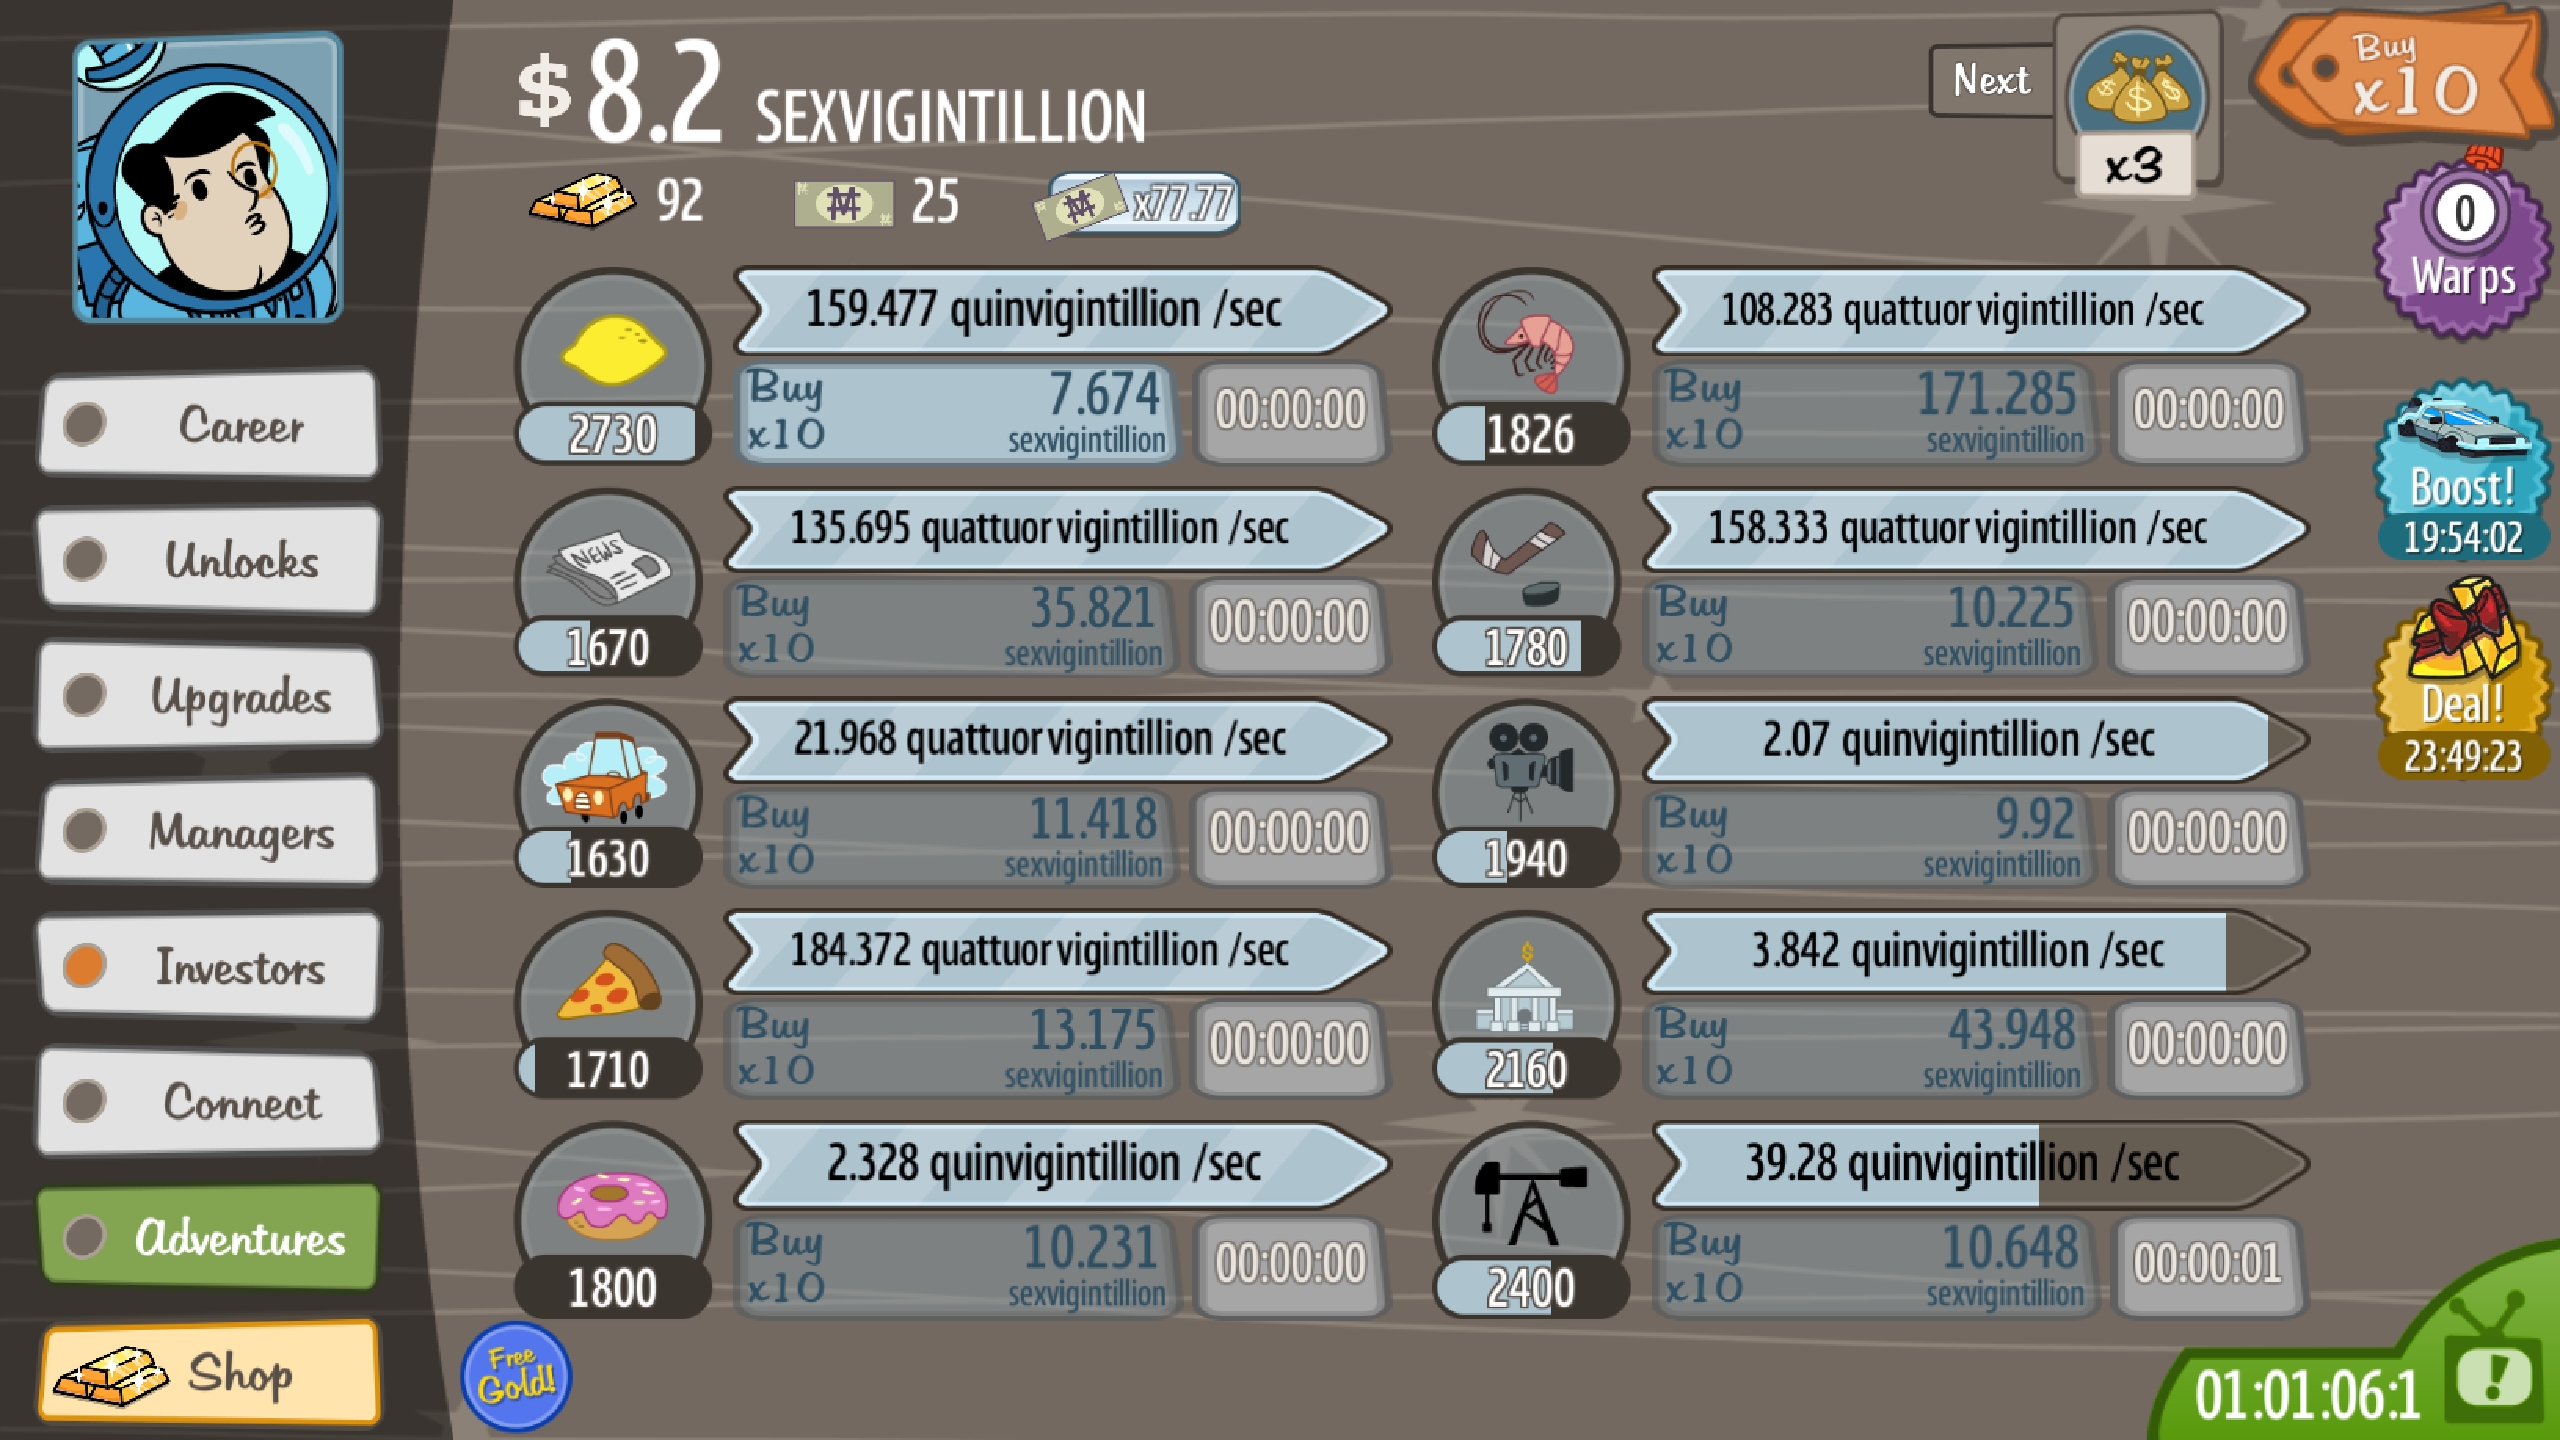 $8.2 SEXVIGINTILLION
Next
x3
Buy
x10
92
25
x77.77
0
Warps
159.477 quinvigintillion /sec
2730
Buy
x10
7.674
sexvigintillion
00:00:00
108.283 quattuorvigintillion /sec
1826
Buy
x10
171.285
sexvigintillion
00:00:00
Career
Boost!
19:54:02
NEWS
135.695 quattuorvigintillion /sec
1670
Buy
x10
35.821
sexvigintillion
00:00:00
158.333 quattuorvigintillion /sec
1780
Buy
x10
10.225
sexvigintillion
00:00:00
Unlocks
Deal!
23:49:23
Upgrades
21.968 quattuorvigintillion /sec
1630
Buy
x10
11.418
sexvigintillion
00:00:00
2.07 quinvigintillion /sec
1940
Buy
x10
9.92
sexvigintillion
00:00:00
Managers
Investors
184.372 quattuorvigintillion /sec
1710
Buy
x10
13.175
sexvigintillion
00:00:00
3.842 quinvigintillion /sec
2160
Buy
x10
43.948
sexvigintillion
00:00:00
Connect
2.328 quinvigintillion /sec
1800
Buy
x10
10.231
sexvigintillion
00:00:00
39.28 quinvigintillion /sec
2400
Buy
x10
10.648
sexvigintillion
00:00:01
Adventures
Shop
Free
Gold!
01:01:06:1
!